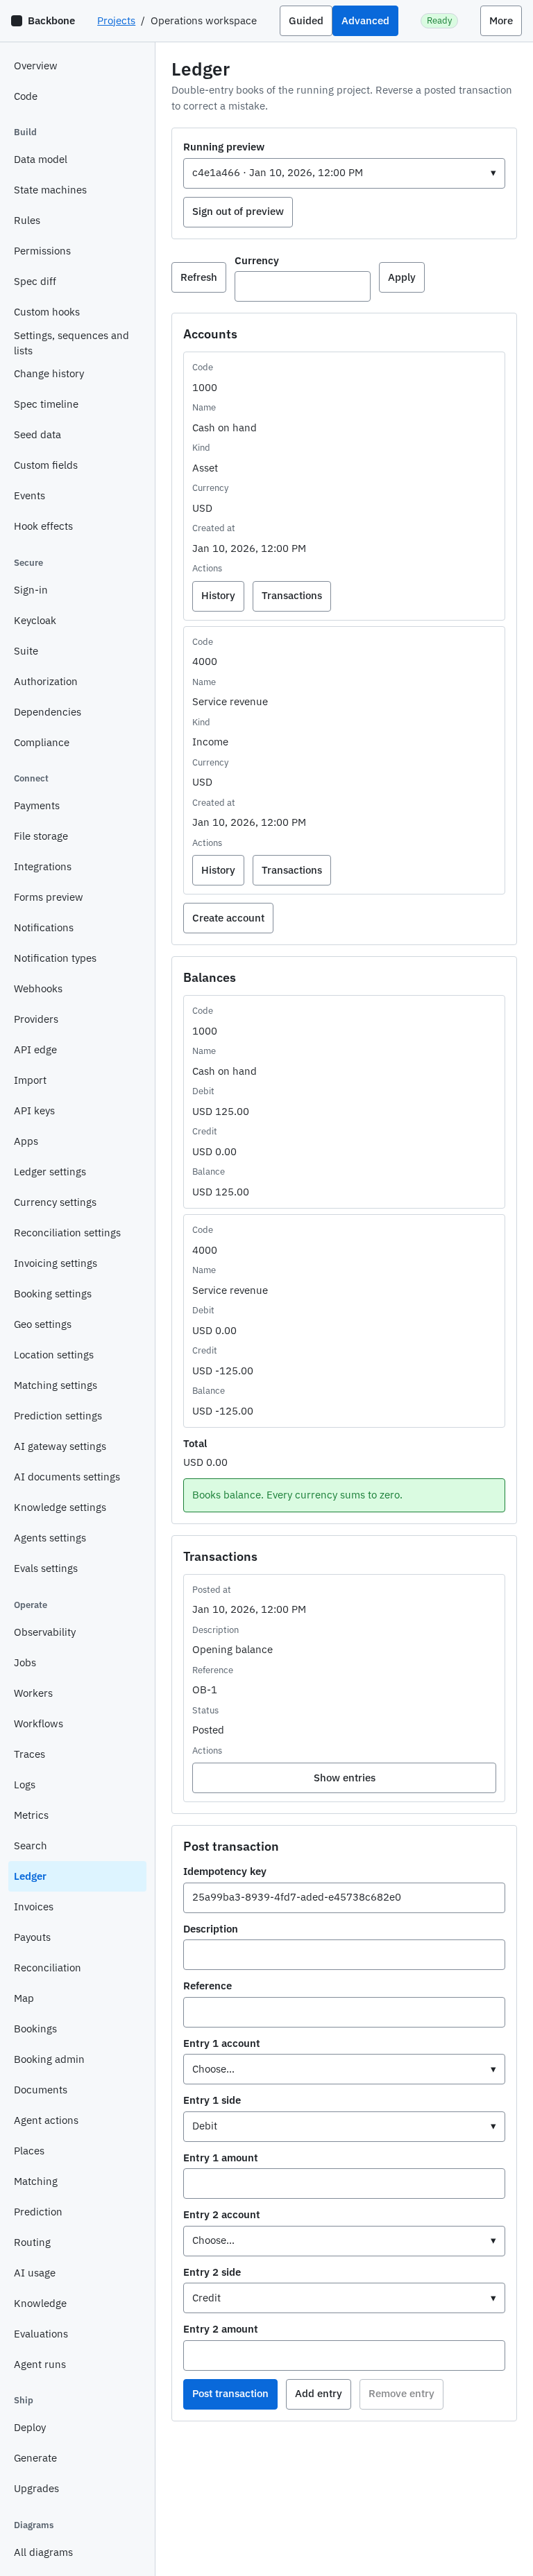 Backbone
Projects / Operations workspace
Guided
Advanced
Ready
More
Overview
Code
Build
Data model
State machines
Rules
Permissions
Spec diff
Custom hooks
Settings, sequences and
lists
Change history
Spec timeline
Seed data
Custom fields
Events
Hook effects
Secure
Sign-in
Keycloak
Suite
Authorization
Dependencies
Compliance
Connect
Payments
File storage
Integrations
Forms preview
Notifications
Notification types
Webhooks
Providers
API edge
Import
API keys
Apps
Ledger settings
Currency settings
Reconciliation settings
Invoicing settings
Booking settings
Geo settings
Location settings
Matching settings
Prediction settings
AI gateway settings
AI documents settings
Knowledge settings
Agents settings
Evals settings
Operate
Observability
Jobs
Workers
Workflows
Traces
Logs
Metrics
Search
Ledger
Invoices
Payouts
Reconciliation
Map
Bookings
Booking admin
Documents
Agent actions
Places
Matching
Prediction
Routing
AI usage
Knowledge
Evaluations
Agent runs
Ship
Deploy
Generate
Upgrades
Diagrams
All diagrams
Ledger
Double-entry books of the running project. Reverse a posted transaction
to correct a mistake.
Running preview
c4e1a466 · Jan 10, 2026, 12:00 PM
Sign out of preview
Refresh
Currency
Apply
Accounts
Code
1000
Name
Cash on hand
Kind
Asset
Currency
USD
Created at
Jan 10, 2026, 12:00 PM
Actions
History
Transactions
Code
4000
Name
Service revenue
Kind
Income
Currency
USD
Created at
Jan 10, 2026, 12:00 PM
Actions
History
Transactions
Create account
Balances
Code
1000
Name
Cash on hand
Debit
USD 125.00
Credit
USD 0.00
Balance
USD 125.00
Code
4000
Name
Service revenue
Debit
USD 0.00
Credit
USD -125.00
Balance
USD -125.00
Total
USD 0.00
Books balance. Every currency sums to zero.
Transactions
Posted at
Jan 10, 2026, 12:00 PM
Description
Opening balance
Reference
OB-1
Status
Posted
Actions
Show entries
Post transaction
Idempotency key
25a99ba3-8939-4fd7-aded-e45738c682e0
Description
Reference
Entry 1 account
Choose...
Entry 1 side
Debit
Entry 1 amount
Entry 2 account
Choose...
Entry 2 side
Credit
Entry 2 amount
Post transaction
Add entry
Remove entry